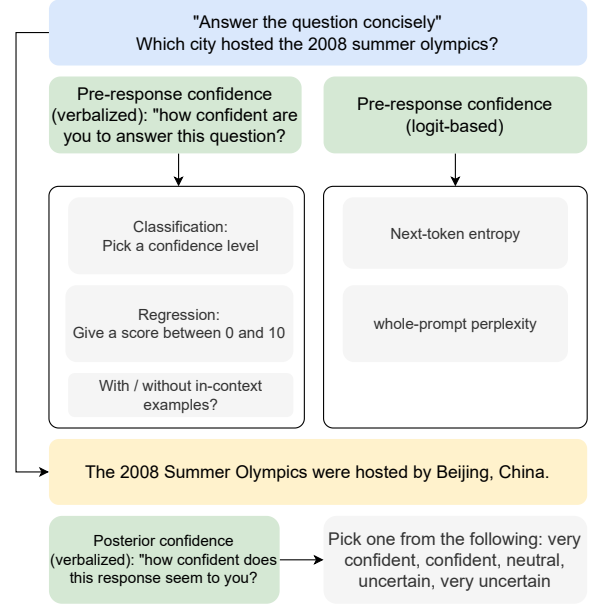 "Answer the question concisely"
Which city hosted the 2008 summer olympics?
Pre-response confidence
(verbalized): "how confident are
you to answer this question?
Pre-response confidence
(logit-based)
Classification:
Pick a confidence level
Regression:
Give a score between 0 and 10
With / without in-context
examples?
Next-token entropy
whole-prompt perplexity
The 2008 Summer Olympics were hosted by Beijing, China.
Posterior confidence
(verbalized): "how confident does
this response seem to you?
Pick one from the following: very
confident, confident, neutral,
uncertain, very uncertain